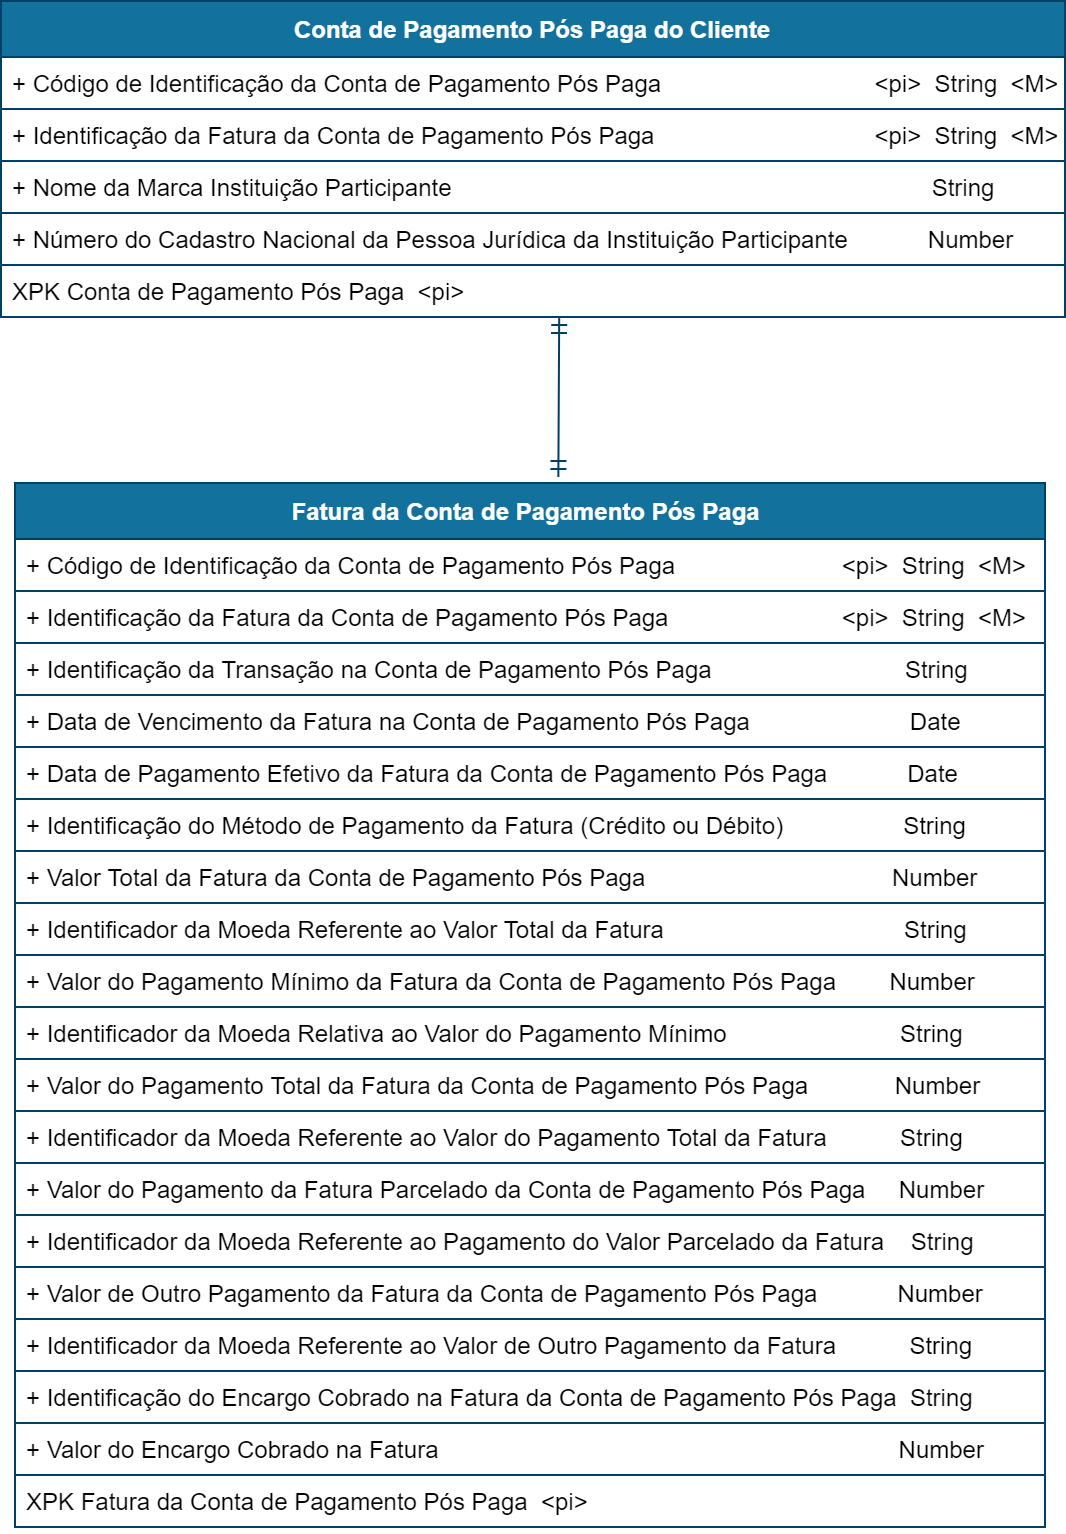 Conta de Pagamento Pós Paga do Cliente
+ Código de Identificação da Conta de Pagamento Pós Paga <pi> String <M>
+ Identificação da Fatura da Conta de Pagamento Pós Paga <pi> String <M>
+ Nome da Marca Instituição Participante String
+ Número do Cadastro Nacional da Pessoa Jurídica da Instituição Participante Number
XPK Conta de Pagamento Pós Paga <pi>
Fatura da Conta de Pagamento Pós Paga
+ Código de Identificação da Conta de Pagamento Pós Paga <pi> String <M>
+ Identificação da Fatura da Conta de Pagamento Pós Paga <pi> String <M>
+ Identificação da Transação na Conta de Pagamento Pós Paga String
+ Data de Vencimento da Fatura na Conta de Pagamento Pós Paga Date
+ Data de Pagamento Efetivo da Fatura da Conta de Pagamento Pós Paga Date
+ Identificação do Método de Pagamento da Fatura (Crédito ou Débito) String
+ Valor Total da Fatura da Conta de Pagamento Pós Paga Number
+ Identificador da Moeda Referente ao Valor Total da Fatura String
+ Valor do Pagamento Mínimo da Fatura da Conta de Pagamento Pós Paga Number
+ Identificador da Moeda Relativa ao Valor do Pagamento Mínimo String
+ Valor do Pagamento Total da Fatura da Conta de Pagamento Pós Paga Number
+ Identificador da Moeda Referente ao Valor do Pagamento Total da Fatura String
+ Valor do Pagamento da Fatura Parcelado da Conta de Pagamento Pós Paga Number
+ Identificador da Moeda Referente ao Pagamento do Valor Parcelado da Fatura String
+ Valor de Outro Pagamento da Fatura da Conta de Pagamento Pós Paga Number
+ Identificador da Moeda Referente ao Valor de Outro Pagamento da Fatura String
+ Identificação do Encargo Cobrado na Fatura da Conta de Pagamento Pós Paga String
+ Valor do Encargo Cobrado na Fatura Number
XPK Fatura da Conta de Pagamento Pós Paga <pi>